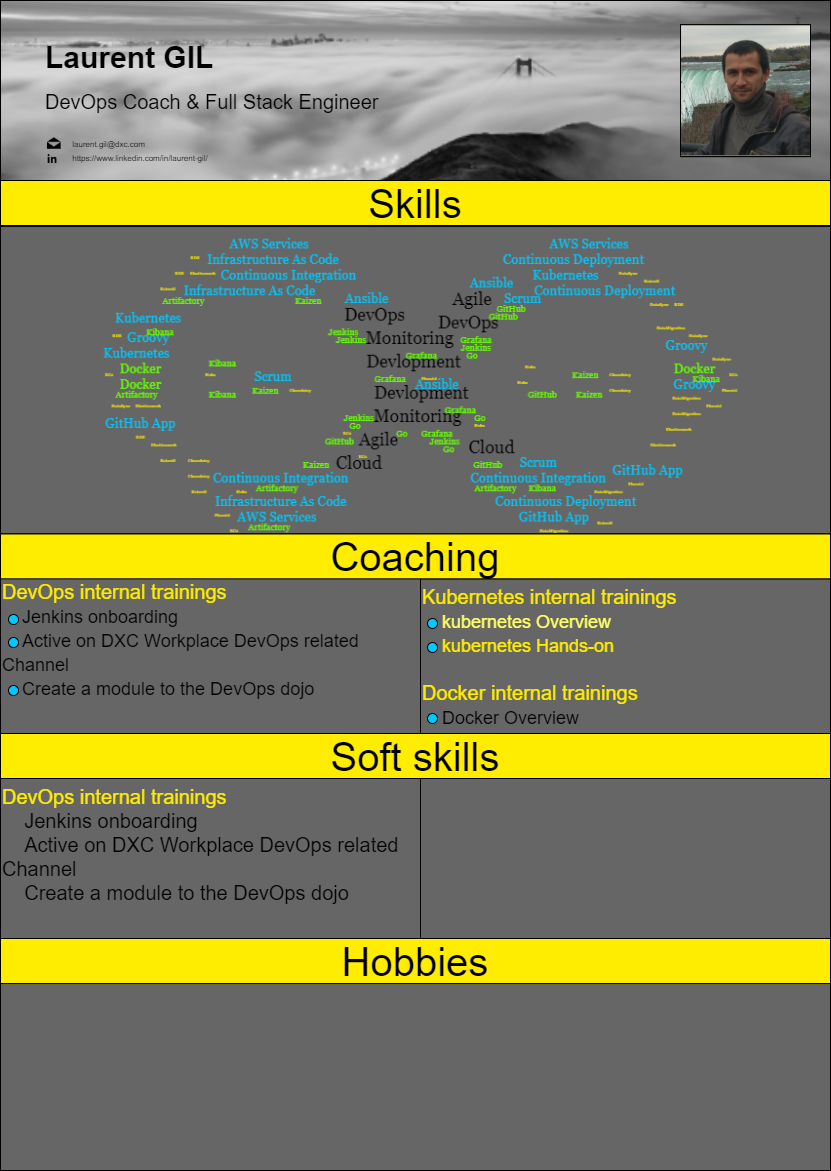 Laurent GIL
DevOps Coach & Full Stack Engineer
laurent.gil@dxc.com
https://www.linkedin.com/in/laurent-gil/
Skills
AWS Services AWS Services
Infrastructure As Code Continuous Deployment
Continuous Integration Kubernetes
Infrastructure As Code Ansible Continuous Deployment
Artifactory Kaizen Ansible Agile Scrum
GitHub
DevOps GitHub
Kubernetes DevOps
Kibana Jenkins
Groovy Jenkins Monitoring Grafana
Jenkins Groovy
Kubernetes Grafana Go
Kibana Devlopment
Docker Docker
Scrum Grafana Kaizen Kibana
Docker Ansible Groovy
Artifactory Kibana Kaizen Devlopment GitHub Kaizen
Grafana
Jenkins Monitoring Go
GitHub App Go
Go Grafana
GitHub Agile Jenkins
Go Cloud
Kaizen Cloud GitHub Scrum GitHub App
Continuous Integration Continuous Integration
Artifactory Artifactory Kibana
Infrastructure As Code Continuous Deployment
AWS Services GitHub App
Artifactory
Coaching
DevOps internal trainings
Jenkins onboarding
Active on DXC Workplace DevOps related
Channel
Create a module to the DevOps dojo
Kubernetes internal trainings
kubernetes Overview
kubernetes Hands-on
Docker internal trainings
Docker Overview
Soft skills
DevOps internal trainings
Jenkins onboarding
Active on DXC Workplace DevOps related
Channel
Create a module to the DevOps dojo
Hobbies